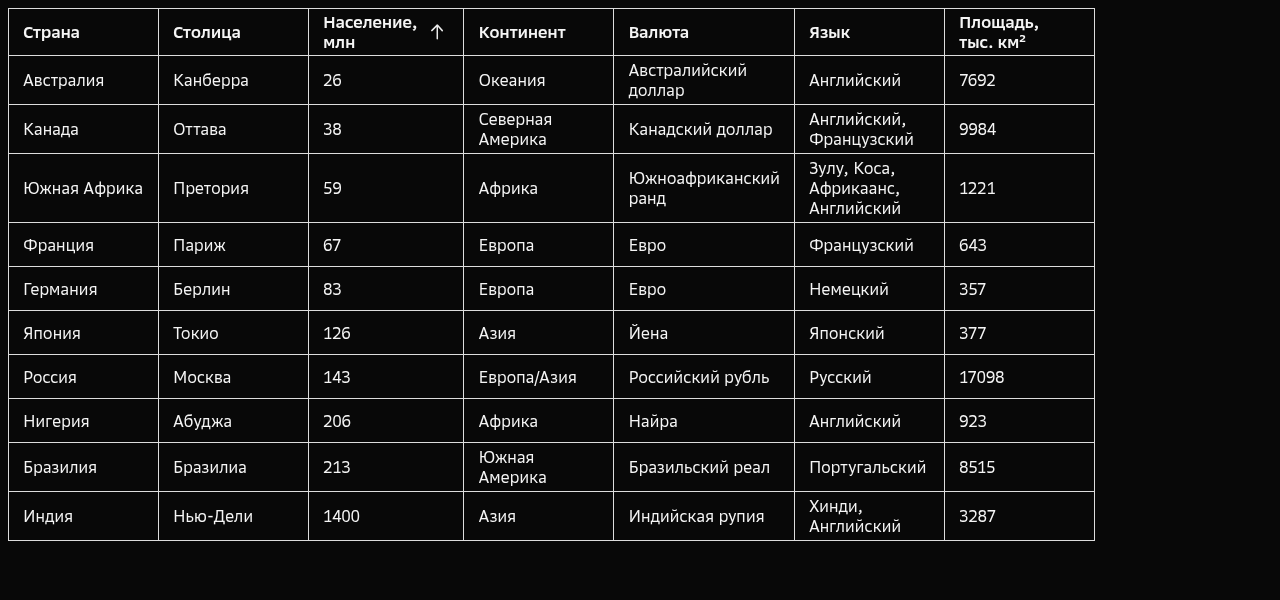 Страна Столица Население, млн ↑ Континент Валюта Язык Площадь, тыс. км²
Австралия Канберра 26 Океания Австралийский доллар Английский 7692
Канада Оттава 38 Северная Америка Канадский доллар Английский, Французский 9984
Южная Африка Претория 59 Африка Южноафриканский ранд Зулу, Коса, Африкаанс, Английский 1221
Франция Париж 67 Европа Евро Французский 643
Германия Берлин 83 Европа Евро Немецкий 357
Япония Токио 126 Азия Йена Японский 377
Россия Москва 143 Европа/Азия Российский рубль Русский 17098
Нигерия Абуджа 206 Африка Найра Английский 923
Бразилия Бразилиа 213 Южная Америка Бразильский реал Португальский 8515
Индия Нью-Дели 1400 Азия Индийская рупия Хинди, Английский 3287